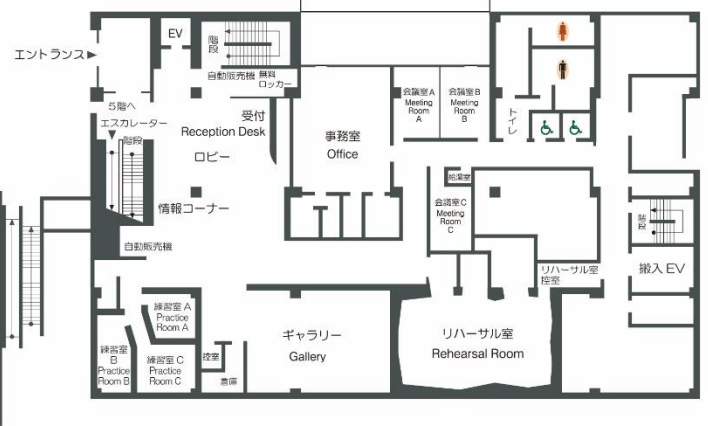 エントランス
EV
階段
自動販売機
無料
ロッカー
5階へ
エスカレーター
階段
受付
Reception Desk
ロビー
情報コーナー
自動販売機
事務室
Office
会議室A
Meeting
Room
A
会議室B
Meeting
Room
B
トイレ
給湯室
会議室C
Meeting
Room
C
階段
搬入 EV
リハーサル室
控室
練習室 A
Practice
Room A
練習室
B
Practice
Room B
練習室 C
Practice
Room C
控室
倉庫
ギャラリー
Gallery
リハーサル室
Rehearsal Room